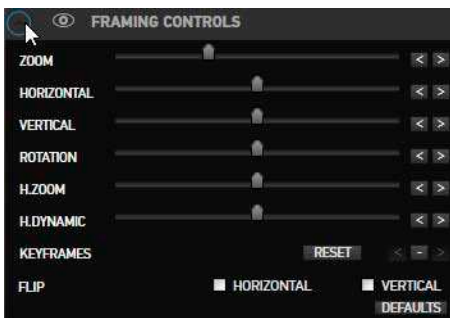 FRAMING CONTROLS
ZOOM < >
HORIZONTAL < >
VERTICAL < >
ROTATION < >
H.ZOOM < >
H.DYNAMIC < >
KEYFRAMES RESET < - >
FLIP HORIZONTAL VERTICAL
DEFAULTS